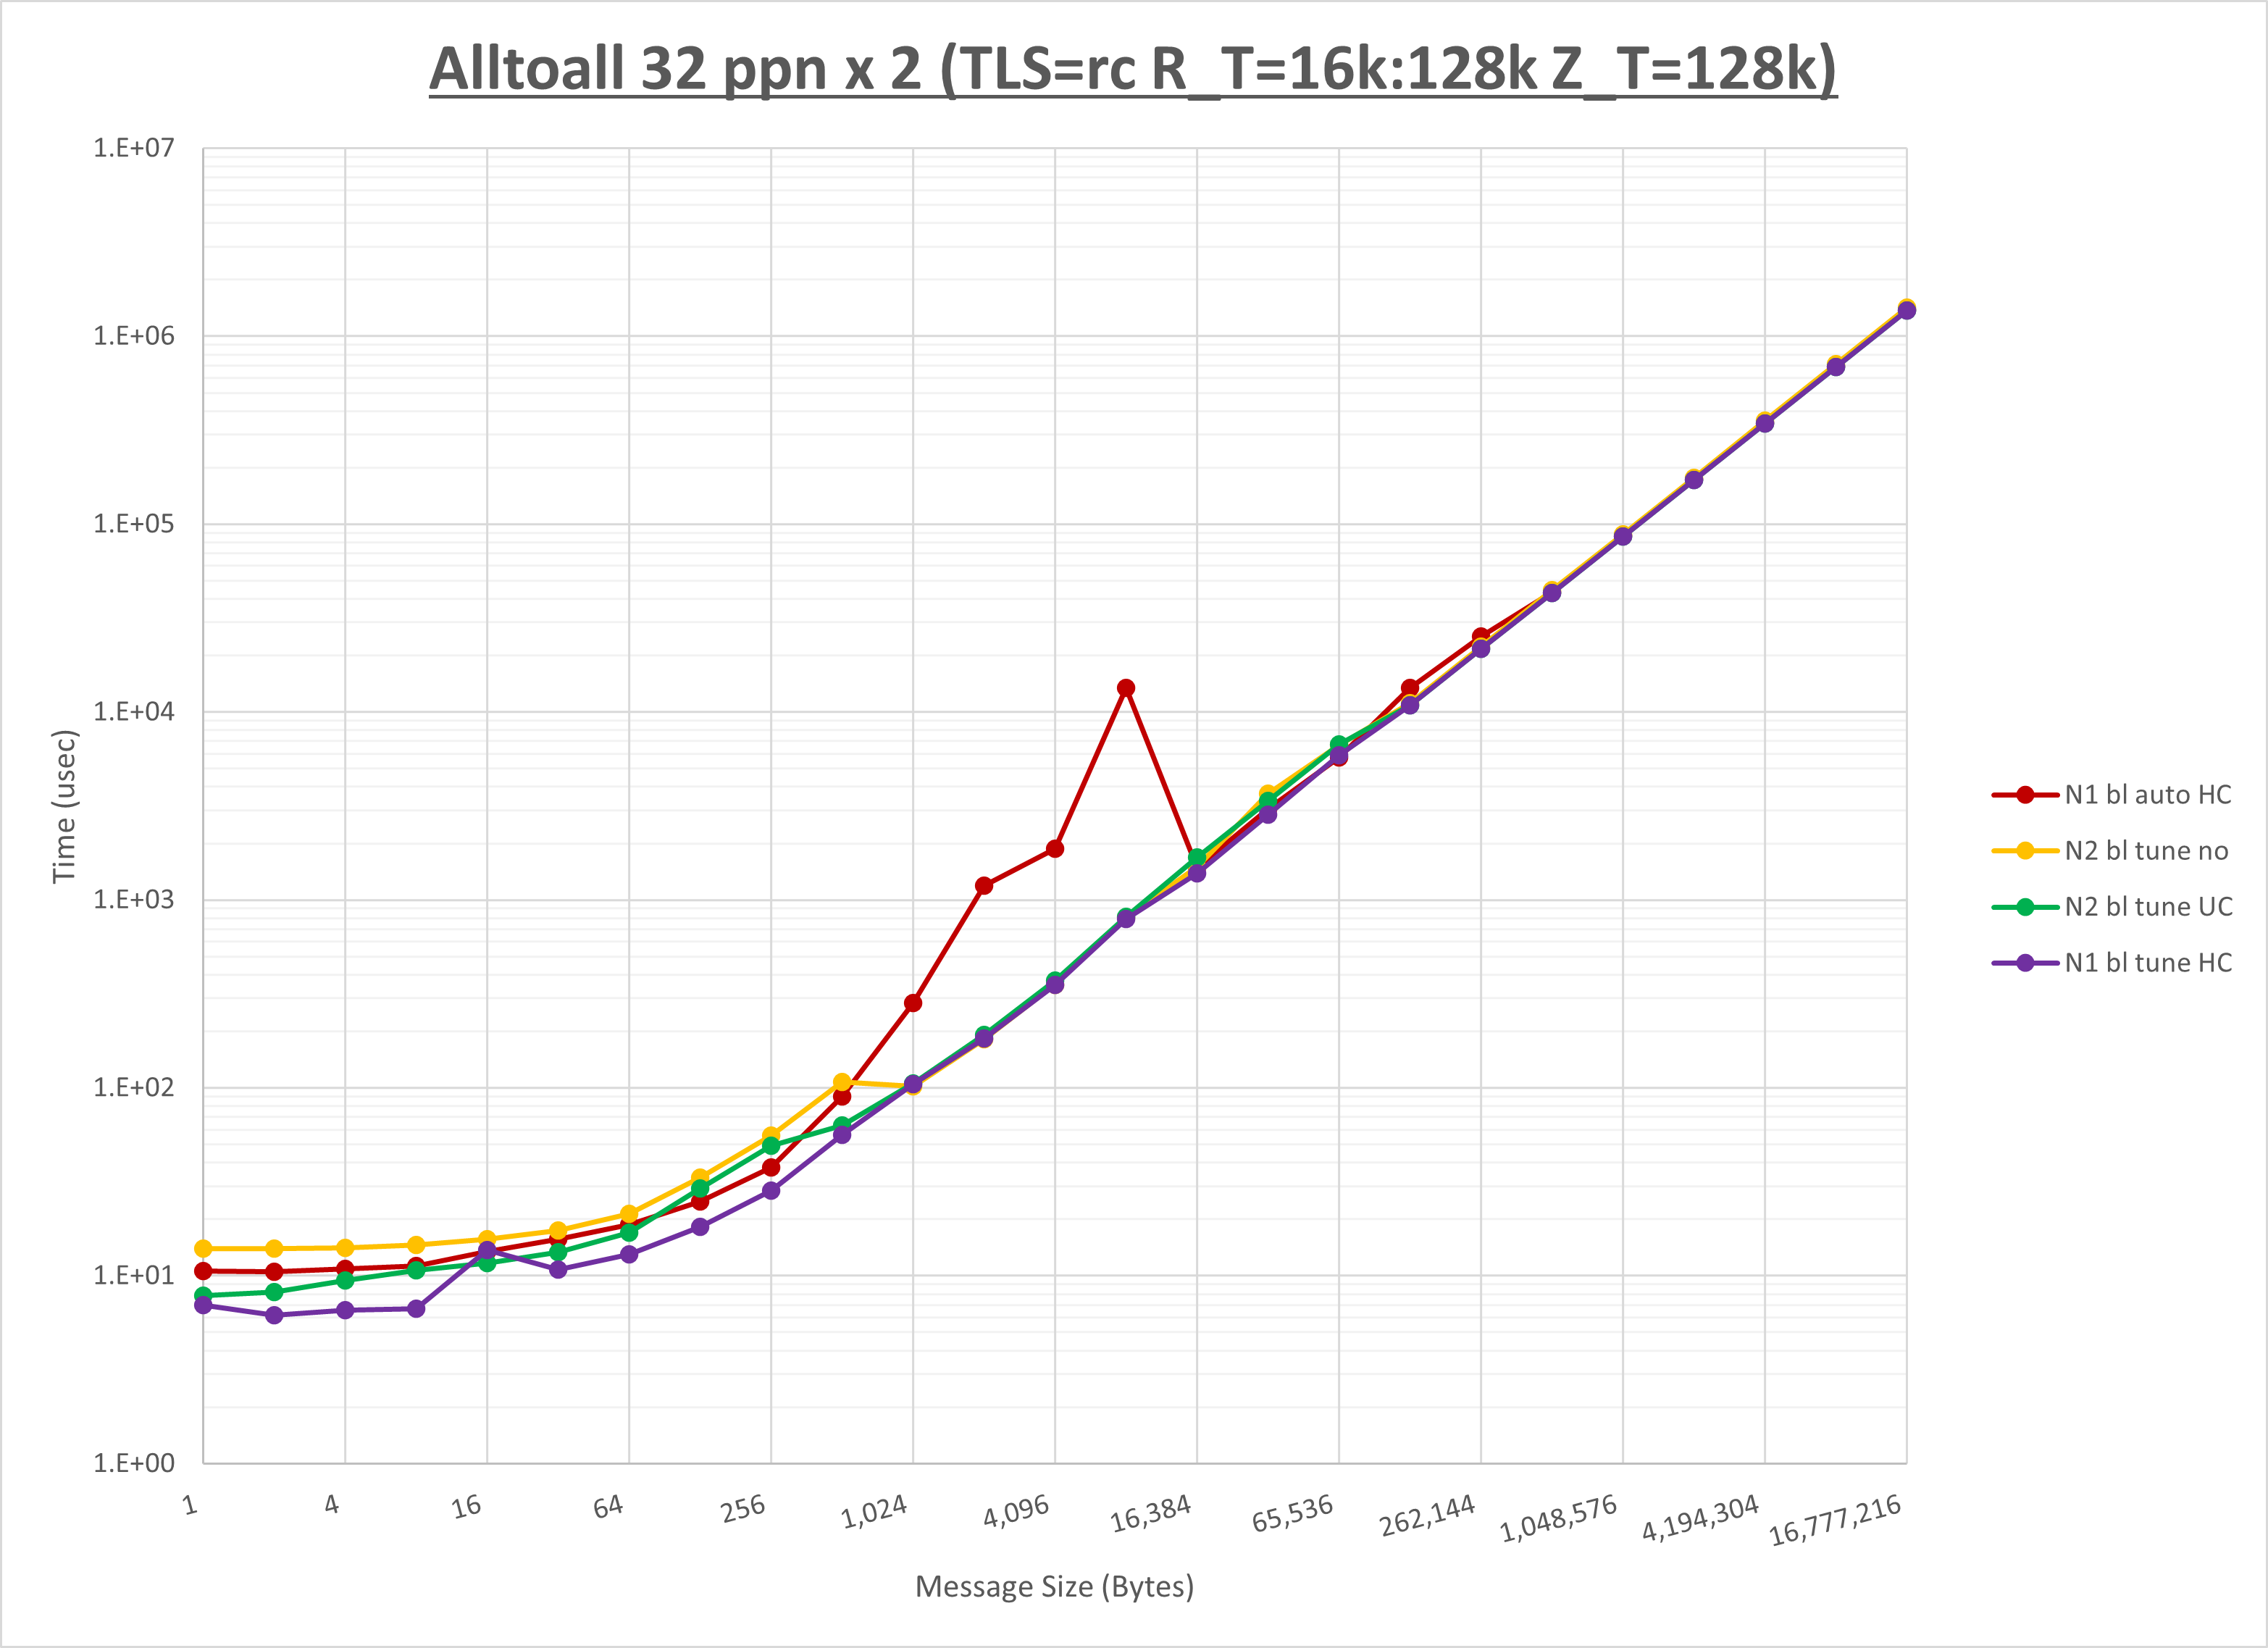 Alltoall 32 ppn x 2 (TLS=rc R_T=16k:128k Z_T=128k)
1.E+07
1.E+06
1.E+05
1.E+04
1.E+03
1.E+02
1.E+01
1.E+00
Time (usec)
1
4
16
64
256
1,024
4,096
16,384
65,536
262,144
1,048,576
4,194,304
16,777,216
Message Size (Bytes)
N1 bl auto HC
N2 bl tune no
N2 bl tune UC
N1 bl tune HC